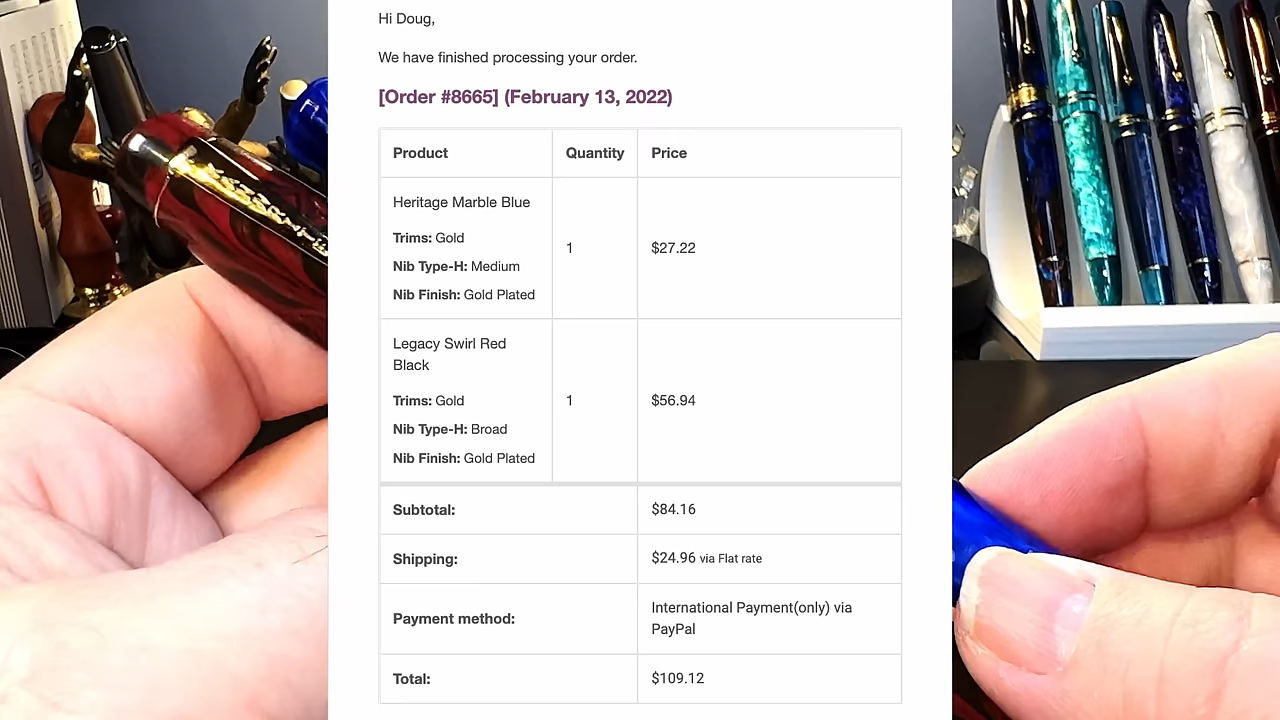 Hi Doug,
We have finished processing your order.
[Order #8665] (February 13, 2022)
Product Quantity Price
Heritage Marble Blue
Trims: Gold
Nib Type-H: Medium
Nib Finish: Gold Plated
1
$27.22
Legacy Swirl Red
Black
Trims: Gold
Nib Type-H: Broad
Nib Finish: Gold Plated
1
$56.94
Subtotal: $84.16
Shipping: $24.96 via Flat rate
Payment method: International Payment(only) via
PayPal
Total: $109.12